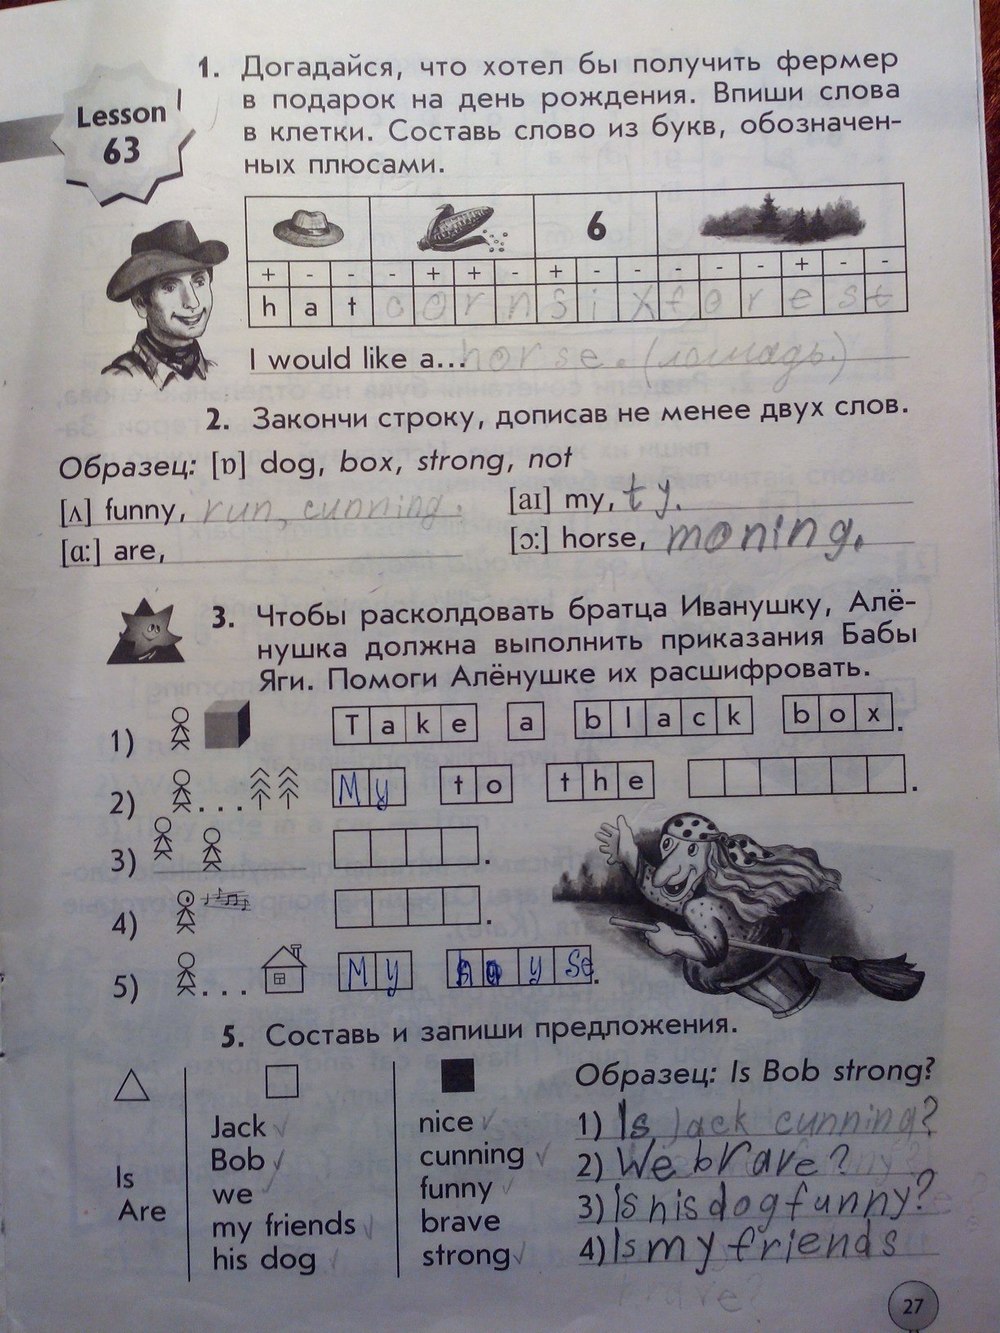 Lesson
63
1. Догадайся, что хотел бы получить фермер
в подарок на день рождения. Впиши слова
в клетки. Составь слово из букв, обозначен-
ных плюсами.
6
+ - - - + + - + - - - - - + - -
h a t c o r n s i x f o r e s t
I would like a... horse. (лошадь.)
2. Закончи строку, дописав не менее двух слов.
Образец: [ɒ] dog, box, strong, not
[ʌ] funny, run, cunning.
[aɪ] my, ty.
[ɑ:] are,
[ɔ:] horse, moning.
3. Чтобы расколдовать братца Иванушку, Алё-
нушка должна выполнить приказания Бабы
Яги. Помоги Алёнушке их расшифровать.
1) Take a black box.
2) ... My to the .
3) .
4) .
5) ... My house.
5. Составь и запиши предложения.
Образец: Is Bob strong?
Is
Are
Jack ✓
Bob ✓
we ✓
my friends ✓
his dog ✓
nice ✓
cunning ✓
funny ✓
brave
strong ✓
1) Is Jack cunning?
2) We brave?
3) Is his dog funny?
4) Is my friends
27